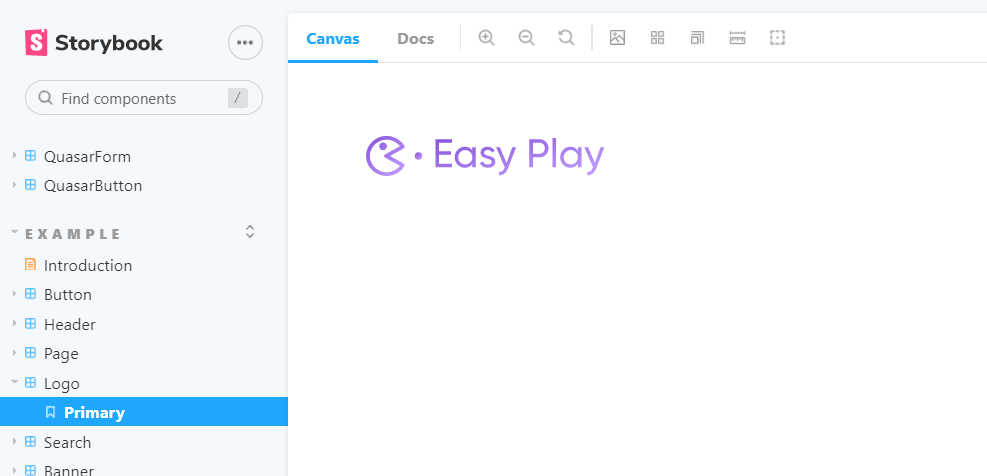 Storybook
Canvas
Docs
Find components
/
QuasarForm
QuasarButton
EXAMPLE
Introduction
Button
Header
Page
Logo
Primary
Search
Banner
Easy Play